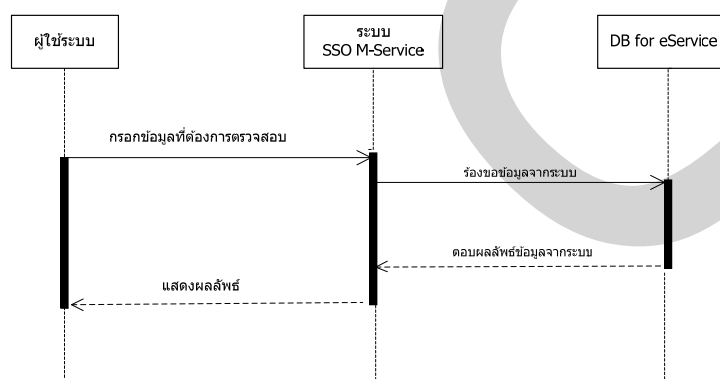 ผู้ใช้ระบบ
ระบบ
SSO M-Service
DB for eService
กรอกข้อมูลที่ต้องการตรวจสอบ
ร้องขอข้อมูลจากระบบ
ตอบผลลัพธ์ข้อมูลจากระบบ
แสดงผลลัพธ์